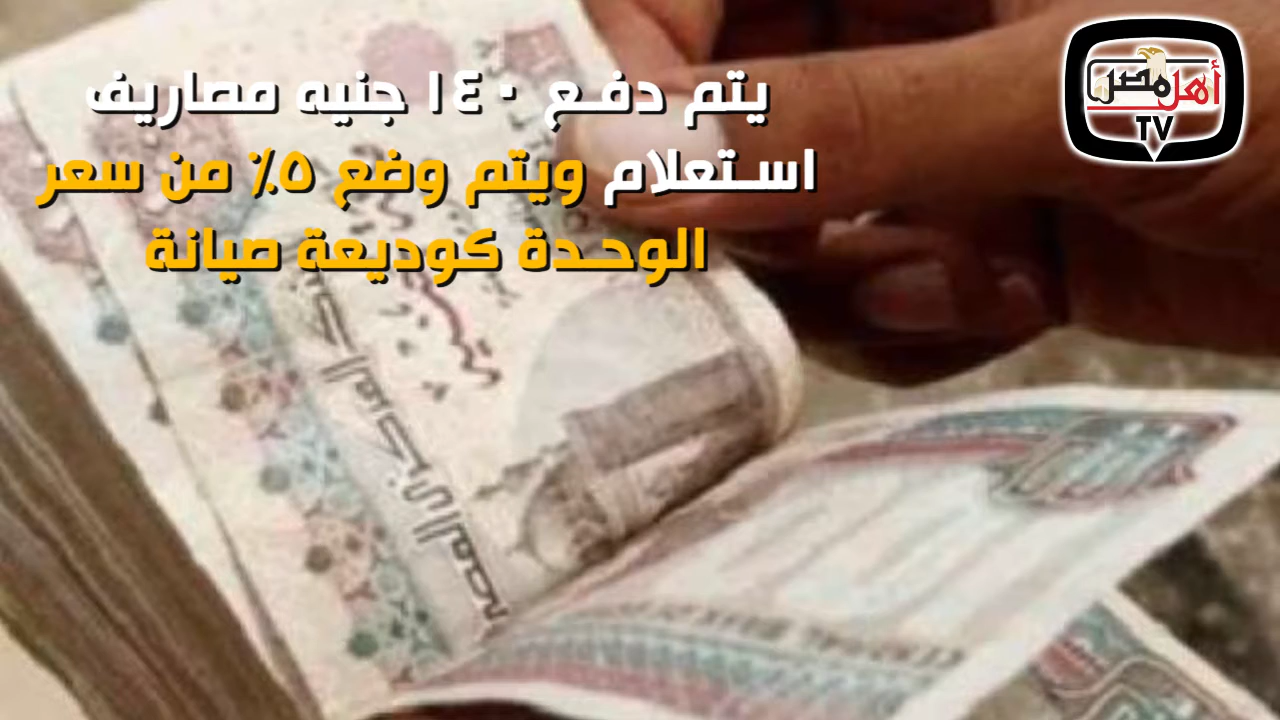 يتم دفع ١٤٠ جنيه مصاريف
استعلام ويتم وضع ٥٪ من سعر
الوحدة كوديعة صيانة
أهل مصر
TV